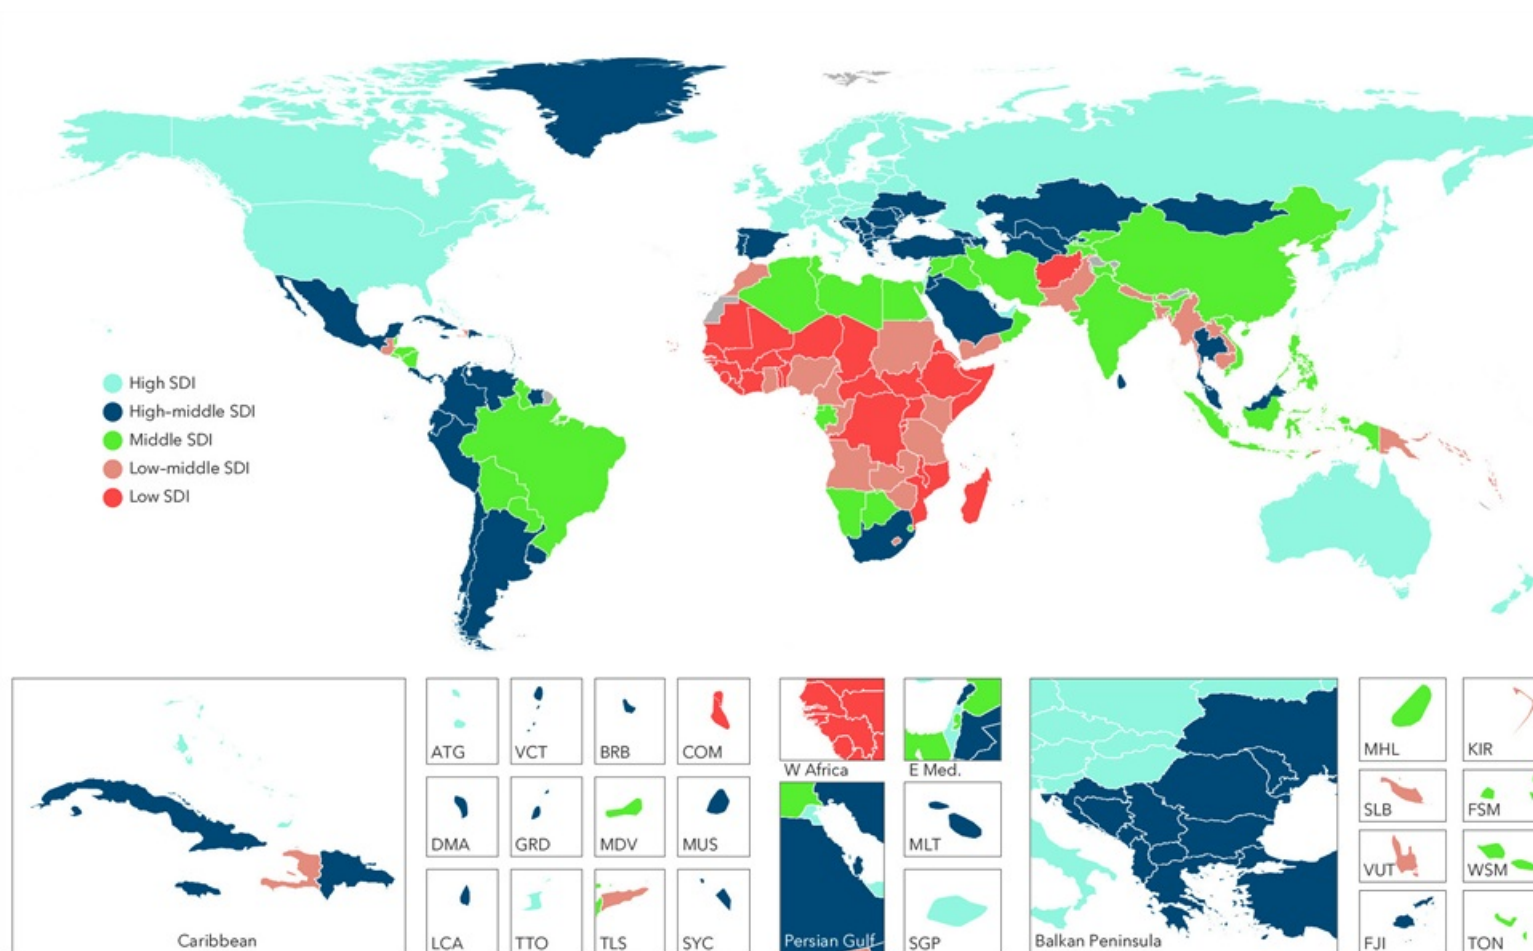 High SDI
High-middle SDI
Middle SDI
Low-middle SDI
Low SDI
Caribbean
ATG
VCT
BRB
COM
DMA
GRD
MDV
MUS
LCA
TTO
TLS
SYC
W Africa
E Med.
Persian Gulf
MLT
SGP
Balkan Peninsula
MHL
KIR
SLB
FSM
VUT
WSM
FJI
TON